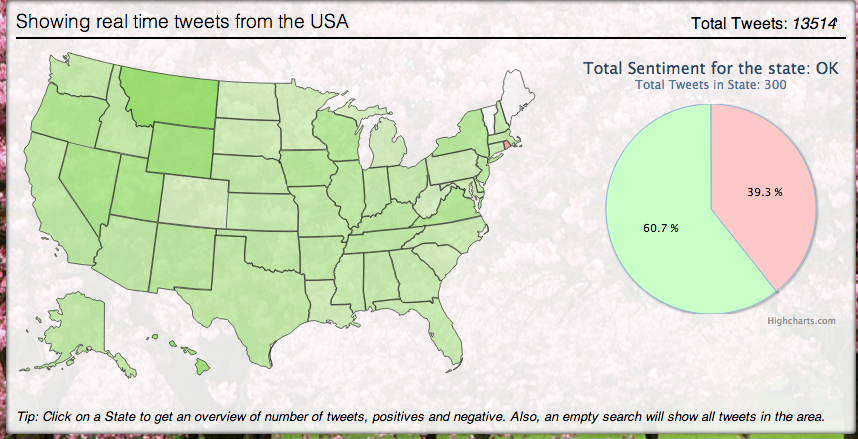 Showing real time tweets from the USA
Total Tweets: 13514
Total Sentiment for the state: OK
Total Tweets in State: 300
39.3 %
60.7 %
Highcharts.com
Tip: Click on a State to get an overview of number of tweets, positives and negative. Also, an empty search will show all tweets in the area.